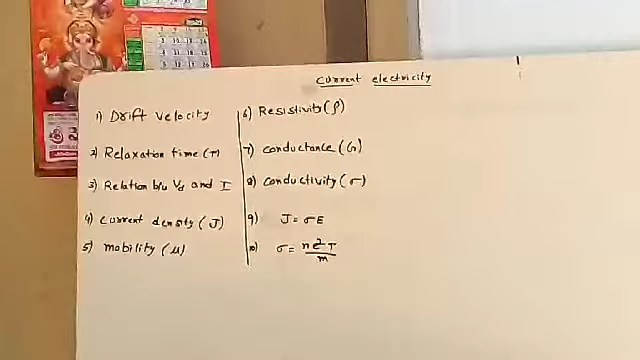 Current electricity
1) Drift velocity
2) Relaxation time (τ)
3) Relation b/w Vd and I
4) Current density (J)
5) mobility (μ)
6) Resistivity (ρ)
7) conductance (G)
8) conductivity (σ)
9) J = σE
10) σ = ne²τ/m